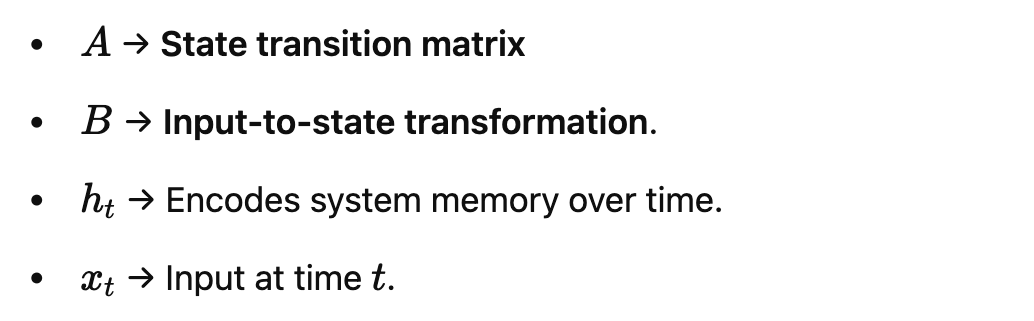 • A → State transition matrix
• B → Input-to-state transformation.
• hₜ → Encodes system memory over time.
• xₜ → Input at time t.